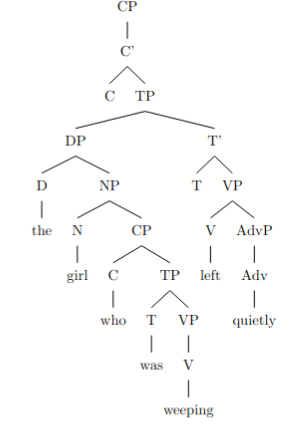 CP
C'
C TP
DP T'
D NP T VP
the N CP V AdvP
girl C TP left Adv
who T VP quietly
was V
weeping